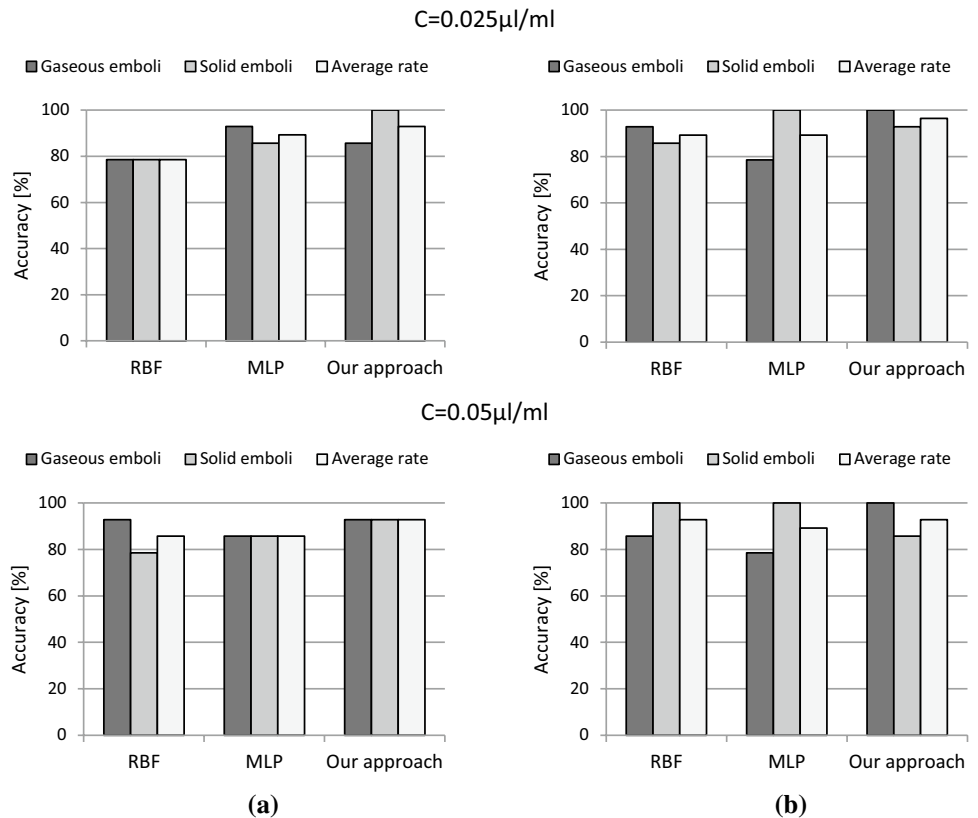 C=0.025µl/ml
Gaseous emboli Solid emboli Average rate
Accuracy [%]
100
80
60
40
20
0
RBF MLP Our approach
Gaseous emboli Solid emboli Average rate
Accuracy [%]
100
80
60
40
20
0
RBF MLP Our approach
C=0.05µl/ml
Gaseous emboli Solid emboli Average rate
Accuracy [%]
100
80
60
40
20
0
RBF MLP Our approach
(a)
Gaseous emboli Solid emboli Average rate
Accuracy [%]
100
80
60
40
20
0
RBF MLP Our approach
(b)